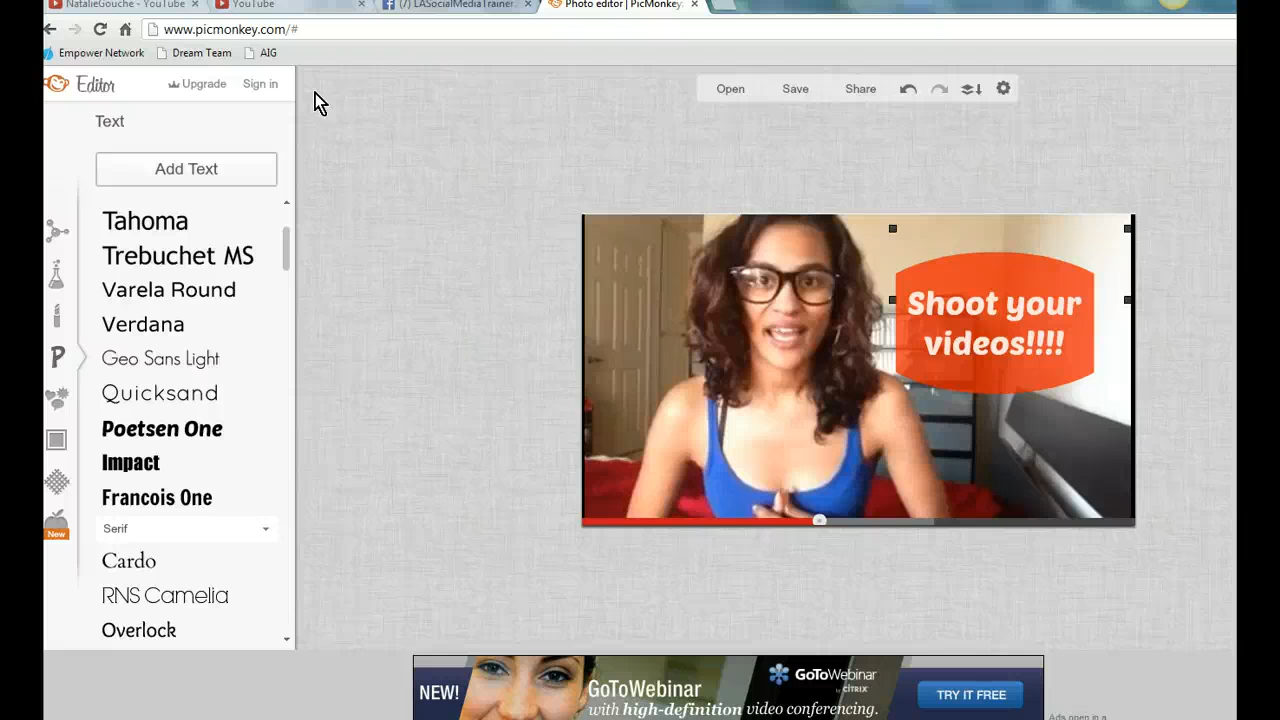 NatalieGouche - YouTube
YouTube
(7) LASocialMediaTrainer
Photo editor | PicMonkey
www.picmonkey.com/#
Empower Network
Dream Team
AIG
Editor
Upgrade
Sign in
Open
Save
Share
Text
Add Text
Tahoma
Trebuchet MS
Varela Round
Verdana
Geo Sans Light
Quicksand
Poetsen One
Impact
Francois One
Serif
Cardo
RNS Camelia
Overlock
P
New
Shoot your
videos!!!!
NEW!
GoToWebinar
with high-definition video conferencing.
GoToWebinar
by CITRIX
TRY IT FREE
Ads open in a